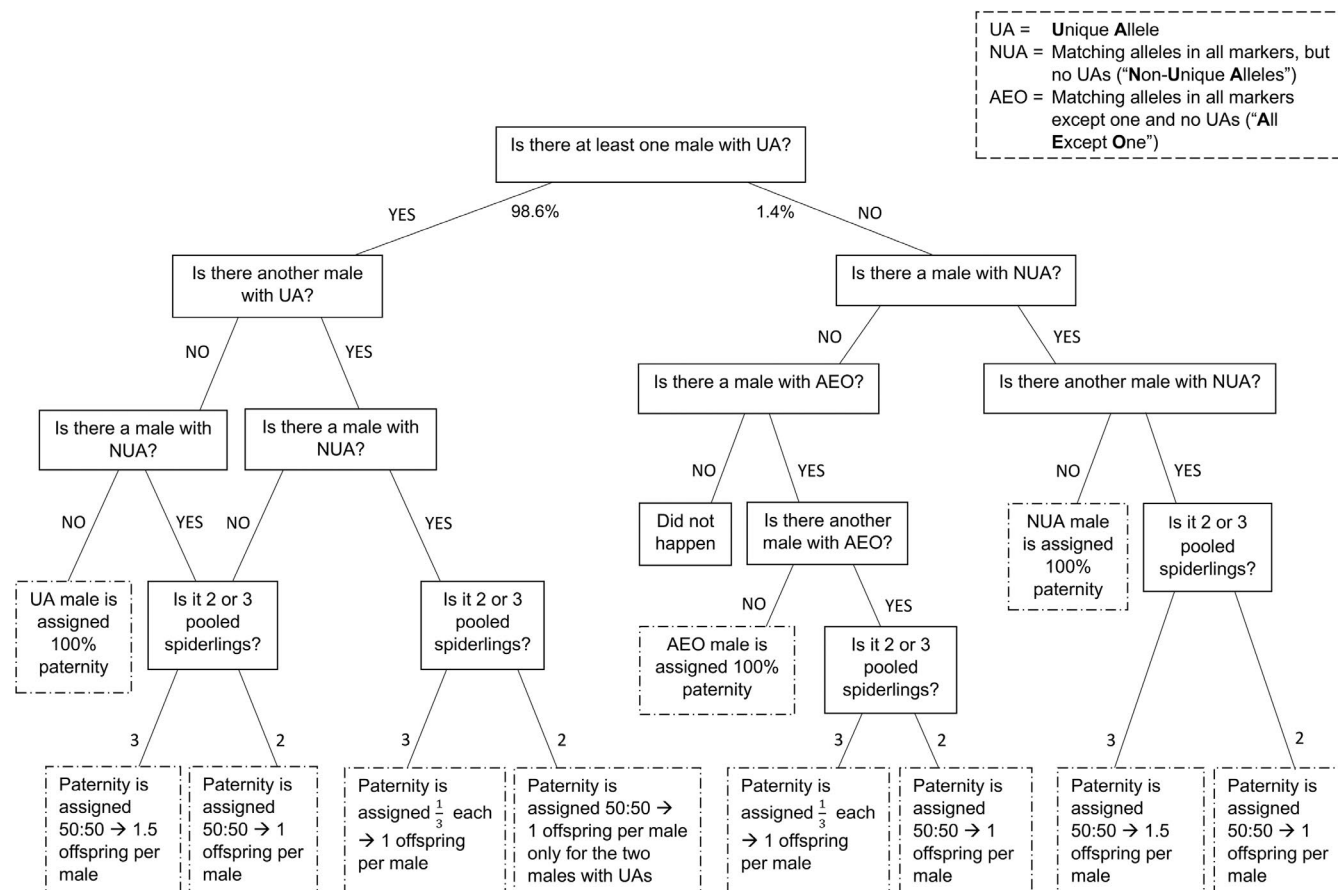 UA = Unique Allele
NUA = Matching alleles in all markers, but
no UAs (“Non-Unique Alleles”)
AEO = Matching alleles in all markers
except one and no UAs (“All
Except One”)
Is there at least one male with UA?
YES
98.6%
1.4%
NO
Is there another male
with UA?
Is there a male with NUA?
NO
YES
NO
YES
Is there a male with
NUA?
Is there a male with
NUA?
Is there a male with AEO?
Is there another male with NUA?
NO
YES
NO
YES
NO
YES
NO
YES
UA male is
assigned
100%
paternity
Is it 2 or 3
pooled
spiderlings?
Is it 2 or 3
pooled
spiderlings?
Did not
happen
Is there another
male with AEO?
NUA male
is assigned
100%
paternity
Is it 2 or 3
pooled
spiderlings?
NO
YES
AEO male is
assigned 100%
paternity
Is it 2 or 3
pooled
spiderlings?
3
2
3
2
3
2
3
2
Paternity is
assigned
50:50 → 1.5
offspring per
male
Paternity is
assigned
50:50 → 1
offspring per
male
Paternity is
assigned 1/3 each
→ 1 offspring
per male
Paternity is
assigned 50:50 →
1 offspring per male
only for the two
males with UAs
Paternity is
assigned 1/3 each
→ 1 offspring
per male
Paternity is
assigned
50:50 → 1
offspring per
male
Paternity is
assigned
50:50 → 1.5
offspring per
male
Paternity is
assigned
50:50 → 1
offspring per
male